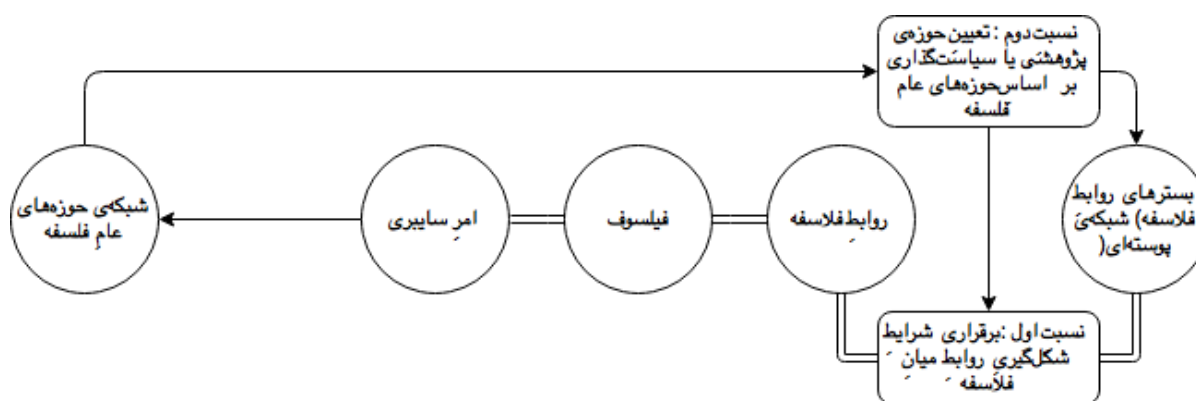 نسبت دوم : تعیین حوزه‌ی
پژوهشی یا سیاست‌گذاری
بر اساس حوزه‌های عام
فلسفه
بسترهای روابط
فلاسفه) شبکه‌ی
پوسته‌ای(
روابط فلاسفه
فیلسوف
امرِ سایبری
شبکه‌ی حوزه‌های
عامِ فلسفه
نسبت اول :برقراری شرایط
شکل‌گیری روابط میان
فلاسفه